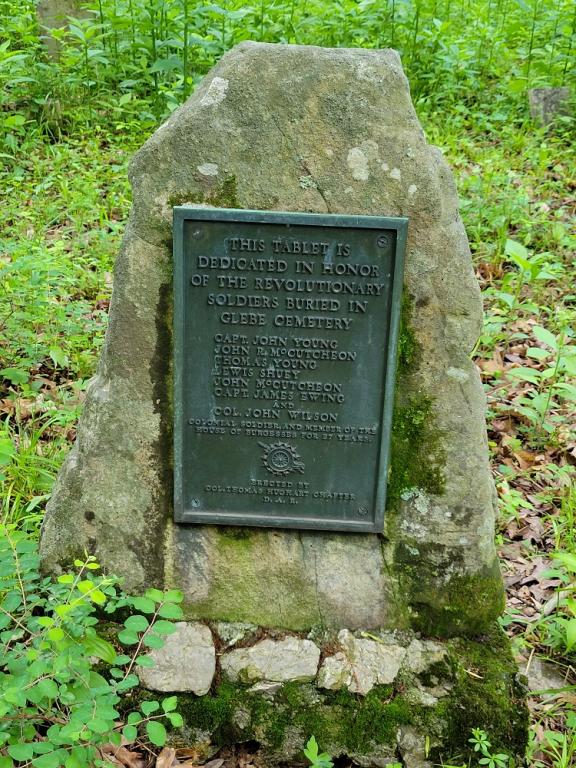 THIS TABLET IS
DEDICATED IN HONOR
OF THE REVOLUTIONARY
SOLDIERS BURIED IN
GLEBE CEMETERY
CAPT. JOHN YOUNG
JOHN R. McCUTCHEON
THOMAS YOUNG
LEWIS SHUEY
JOHN McCUTCHEON
CAPT. JAMES EWING
AND
COL. JOHN WILSON
COLONIAL SOLDIER, AND MEMBER OF THE
HOUSE OF BURGESSES FOR 27 YEARS.
ERECTED BY
COL. THOMAS HUGHART CHAPTER
D. A. R.